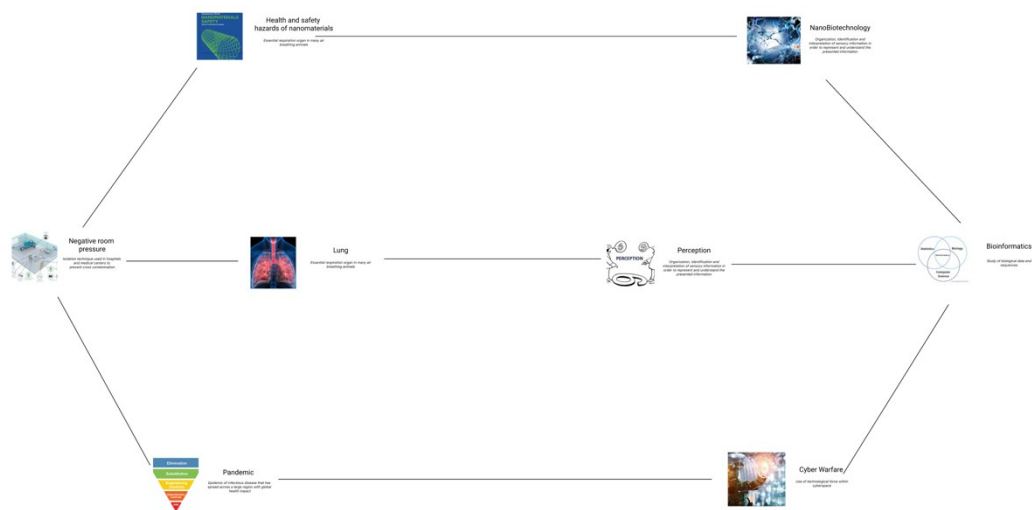 NANOMATERIALS
SAFETY
Health and safety
hazards of nanomaterials
Essential respiration organ in many air
breathing animals
NanoBiotechnology
Organization, identification and
interpretation of sensory information in
order to represent and understand the
presented information
Negative room
pressure
Isolation technique used in hospitals
and medical centers to
prevent cross contamination
Lung
Essential respiration organ in many air
breathing animals
PERCEPTION
Perception
Organization, identification and
interpretation of sensory information in
order to represent and understand the
presented information
Statistics
Biology
Computer
Science
Bioinformatics
Study of biological data and
sequences
Elimination
Substitution
Engineering
Controls
PPE
Pandemic
Epidemic of infectious disease that has
spread across a large region with global
health impact
Cyber Warfare
Use of technological force within
cyberspace